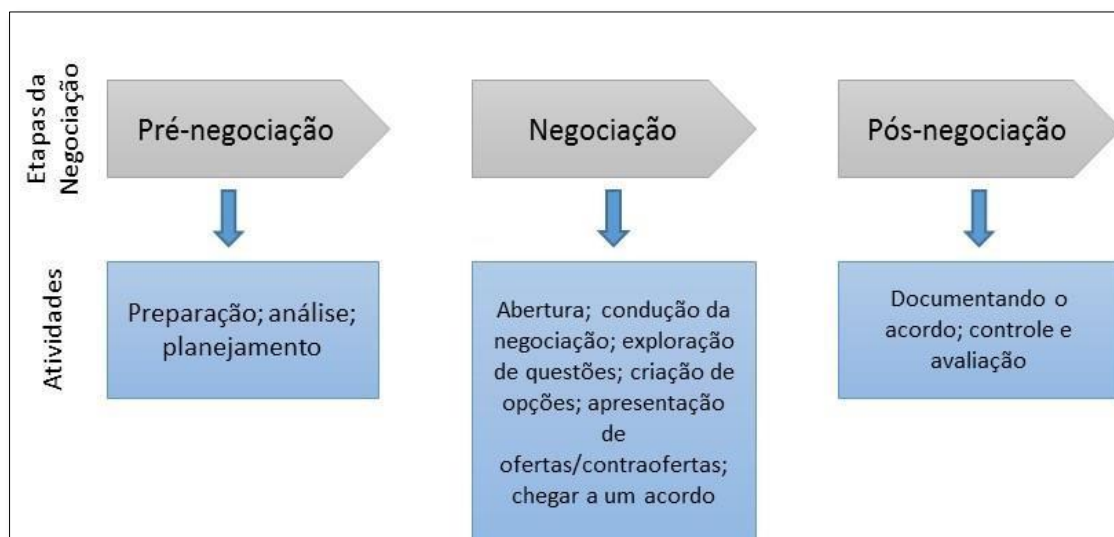 Etapas da
Negociação
Pré-negociação
Negociação
Pós-negociação
Atividades
Preparação; análise;
planejamento
Abertura; condução da
negociação; exploração
de questões; criação de
opções; apresentação
de
ofertas/contraofertas;
chegar a um acordo
Documentando o
acordo; controle e
avaliação